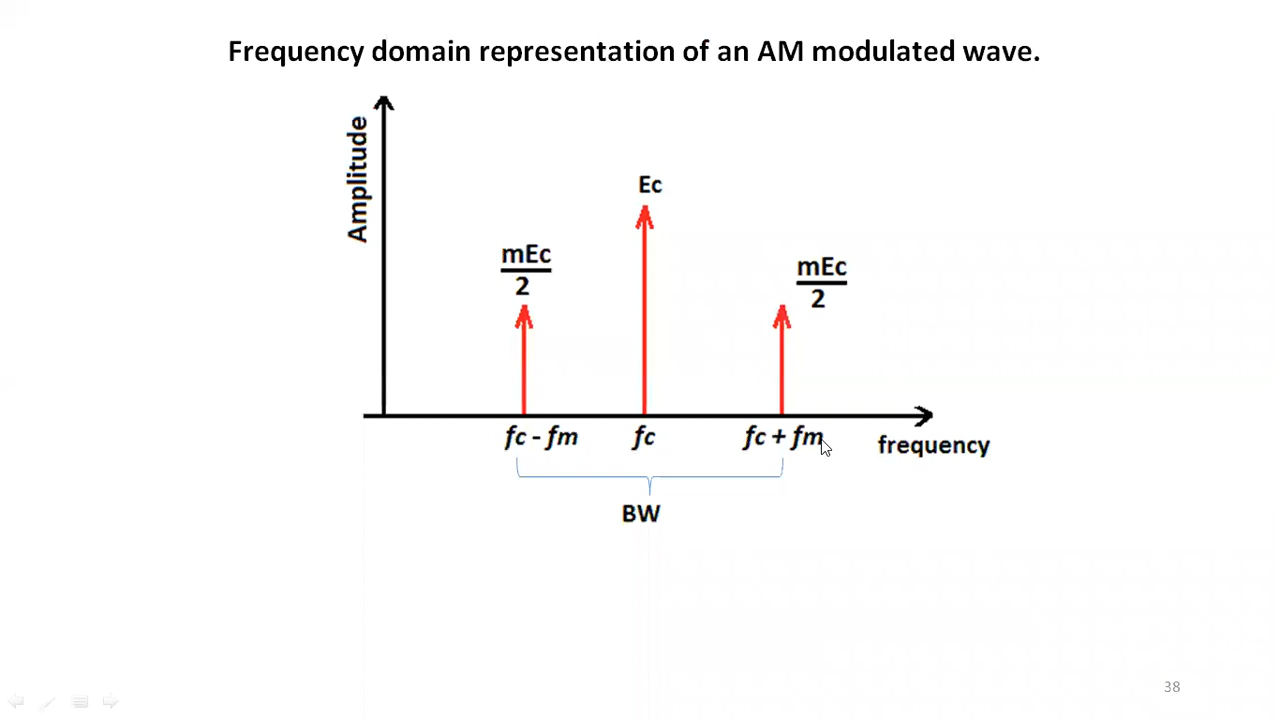 Frequency domain representation of an AM modulated wave.
Amplitude
Ec
mEc
2
mEc
2
fc - fm
fc
fc + fm
frequency
BW
38